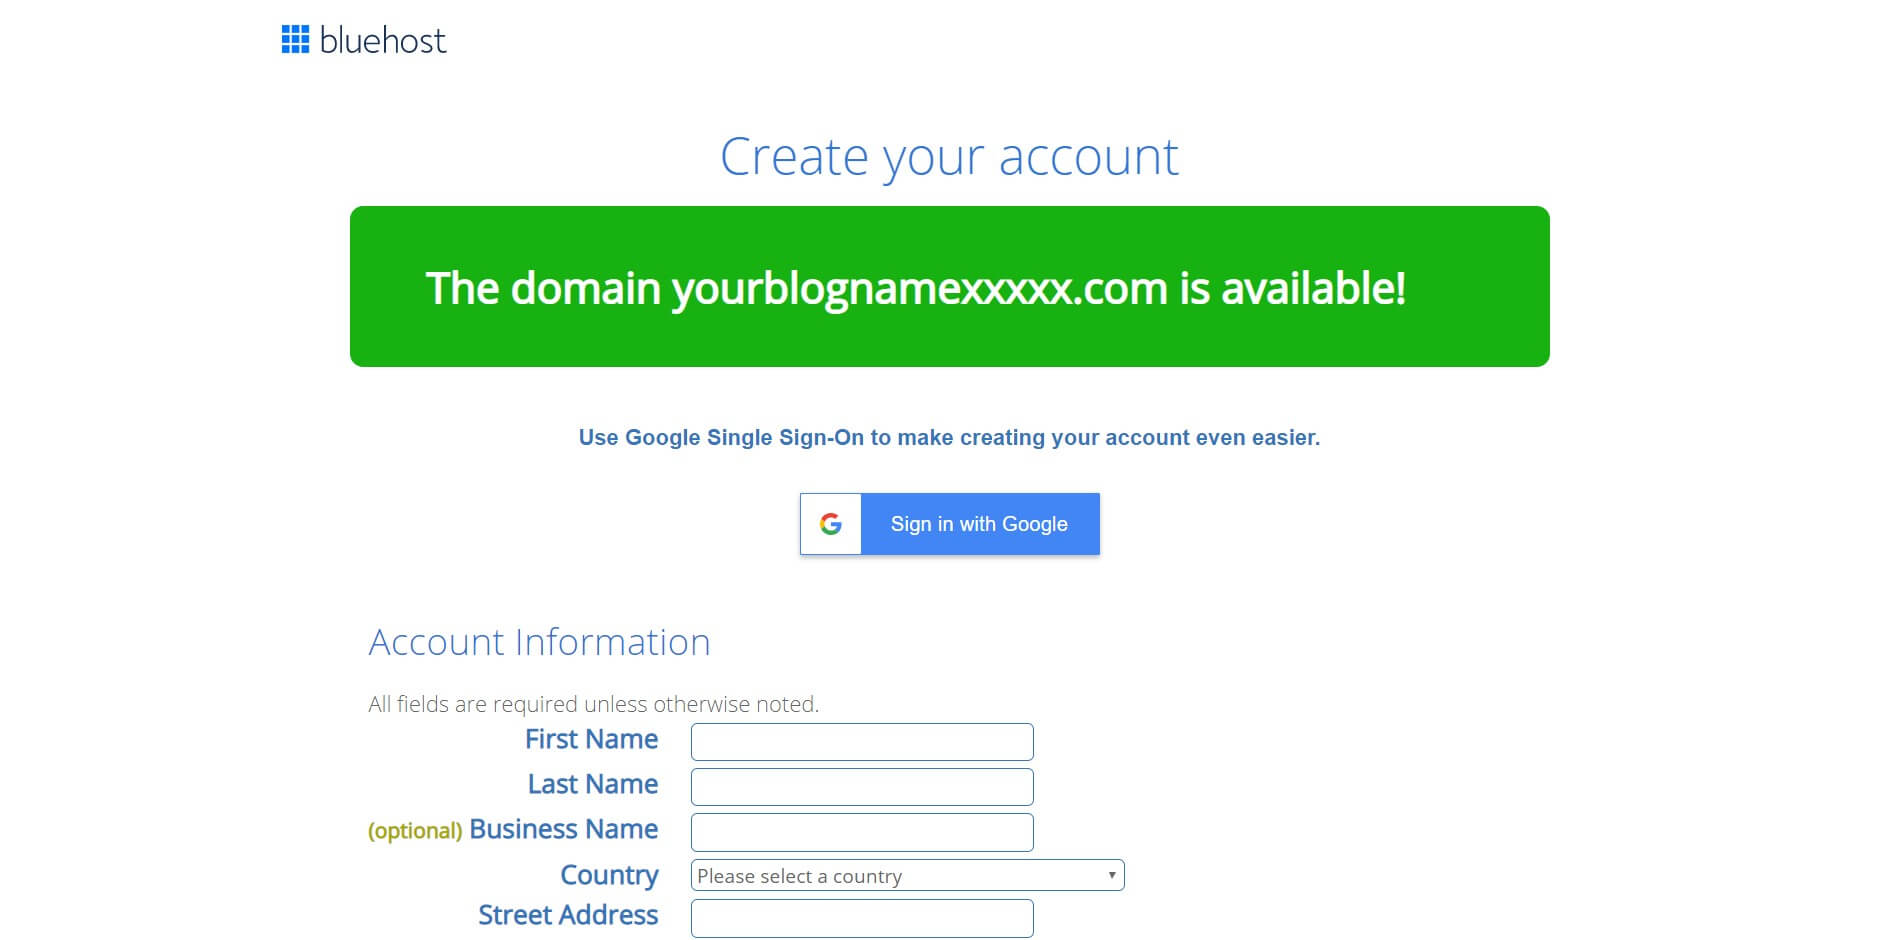 bluehost
Create your account
The domain yourblognamexxxxx.com is available!
Use Google Single Sign-On to make creating your account even easier.
Sign in with Google
Account Information
All fields are required unless otherwise noted.
First Name
Last Name
(optional) Business Name
Country Please select a country
Street Address